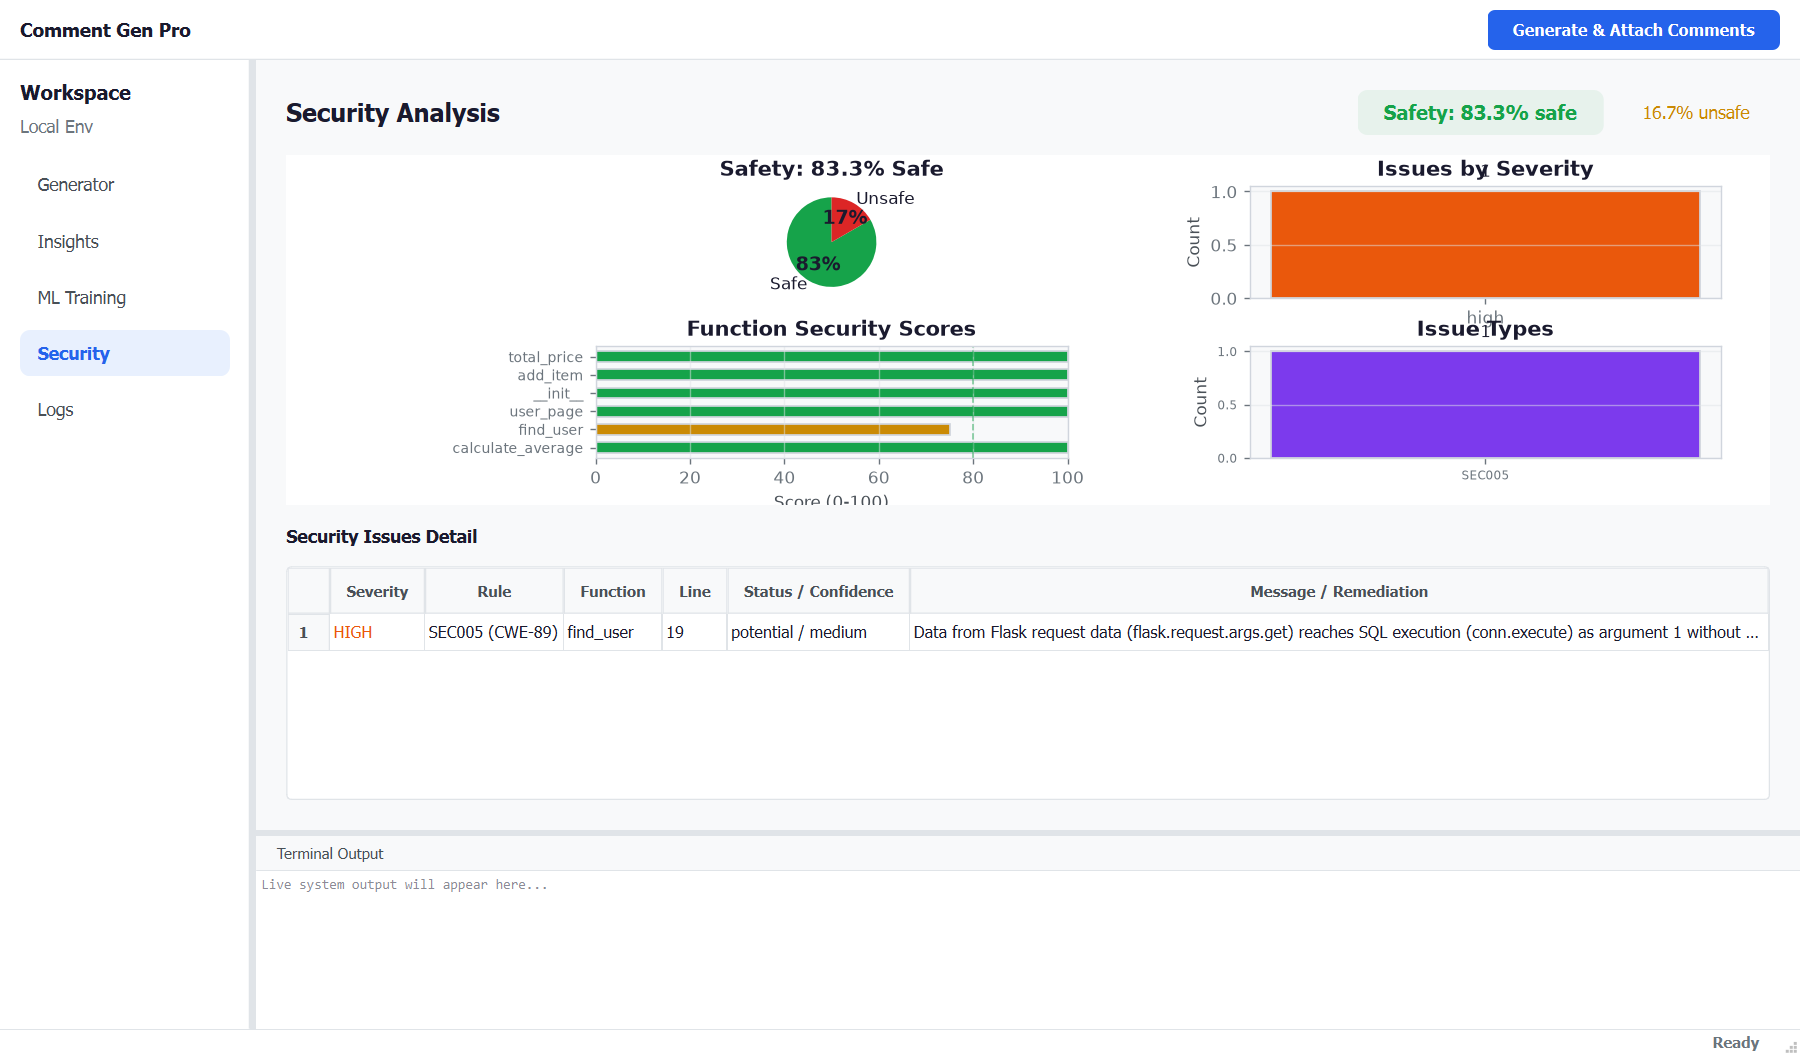 Comment Gen Pro
Generate & Attach Comments
Workspace
Local Env
Generator
Insights
ML Training
Security
Logs
Security Analysis
Safety: 83.3% safe
16.7% unsafe
Safety: 83.3% Safe
Unsafe
17%
83%
Safe
Issues by Severity
1
Count
1.0
0.5
0.0
high
Function Security Scores
total_price
add_item
__init__
user_page
find_user
calculate_average
0 20 40 60 80 100
Score (0-100)
Issue Types
1
Count
1.0
0.5
0.0
SEC005
Security Issues Detail
Severity Rule Function Line Status / Confidence Message / Remediation
1 HIGH SEC005 (CWE-89) find_user 19 potential / medium Data from Flask request data (flask.request.args.get) reaches SQL execution (conn.execute) as argument 1 without ...
Terminal Output
Live system output will appear here...
Ready